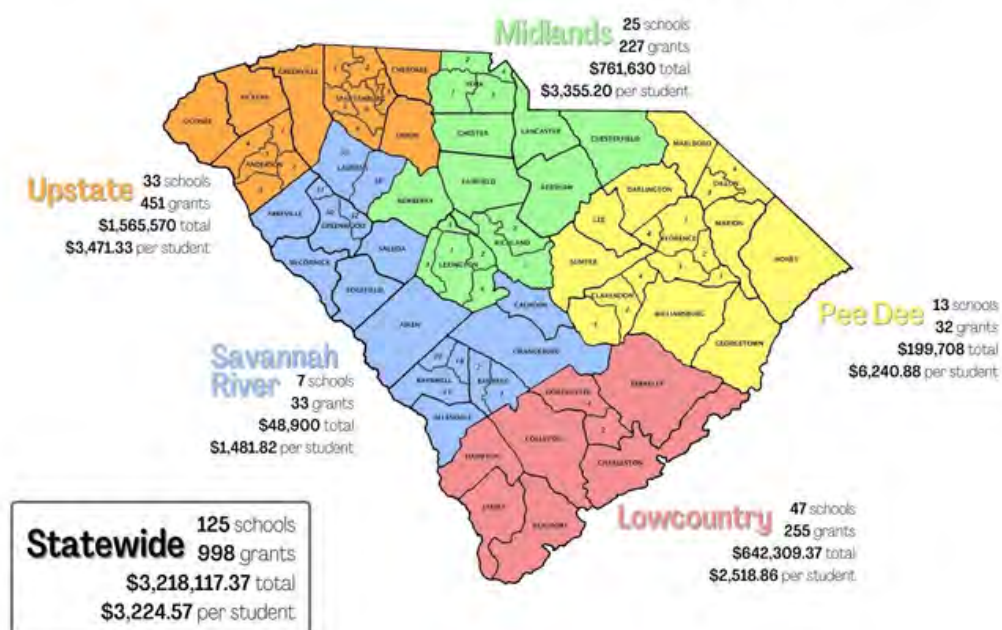 Midlands 25 schools
227 grants
$761,630 total
$3,355.20 per student
Upstate 33 schools
451 grants
$1,565,570 total
$3,471.33 per student
Pee Dee 13 schools
32 grants
$199,708 total
$6,240.88 per student
Savannah
River 7 schools
33 grants
$48,900 total
$1,481.82 per student
Lowcountry 47 schools
255 grants
$642,309.37 total
$2,518.86 per student
Statewide 125 schools
998 grants
$3,218,117.37 total
$3,224.57 per student
OCONEE
PICKENS
GREENVILLE
SPARTANBURG
CHEROKEE
UNION
ANDERSON
YORK
CHESTER
LANCASTER
CHESTERFIELD
FAIRFIELD
KERSHAW
NEWBERRY
RICHLAND
LEXINGTON
LAURENS
ABBEVILLE
GREENWOOD
McCORMICK
SALUDA
EDGEFIELD
AIKEN
CALHOUN
ORANGEBURG
BARNWELL
BAMBERG
ALLENDALE
MARLBORO
DARLINGTON
DILLON
LEE
FLORENCE
MARION
HORRY
SUMTER
CLARENDON
WILLIAMSBURG
GEORGETOWN
DORCHESTER
BERKELEY
COLLETON
CHARLESTON
HAMPTON
JASPER
BEAUFORT